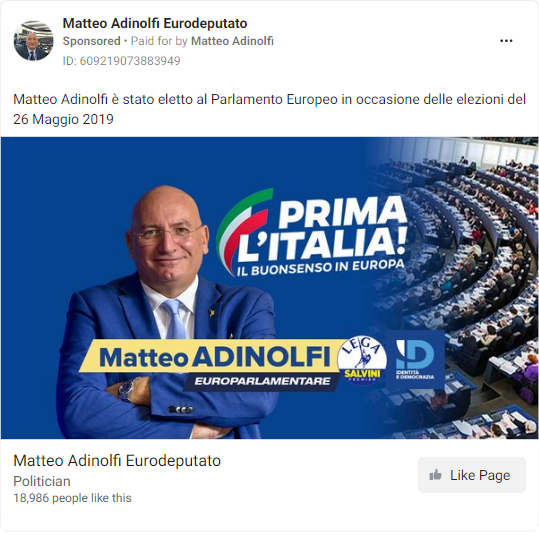 Matteo Adinolfi Eurodeputato
Sponsored • Paid for by Matteo Adinolfi
ID: 609219073883949
Matteo Adinolfi è stato eletto al Parlamento Europeo in occasione delle elezioni del
26 Maggio 2019
PRIMA
L'ITALIA!
IL BUONSENSO IN EUROPA
Matteo ADINOLFI
EUROPARLAMENTARE
LEGA
SALVINI
PREMIER
ID
IDENTITÀ
E DEMOCRAZIA
Matteo Adinolfi Eurodeputato
Politician
18,986 people like this
Like Page